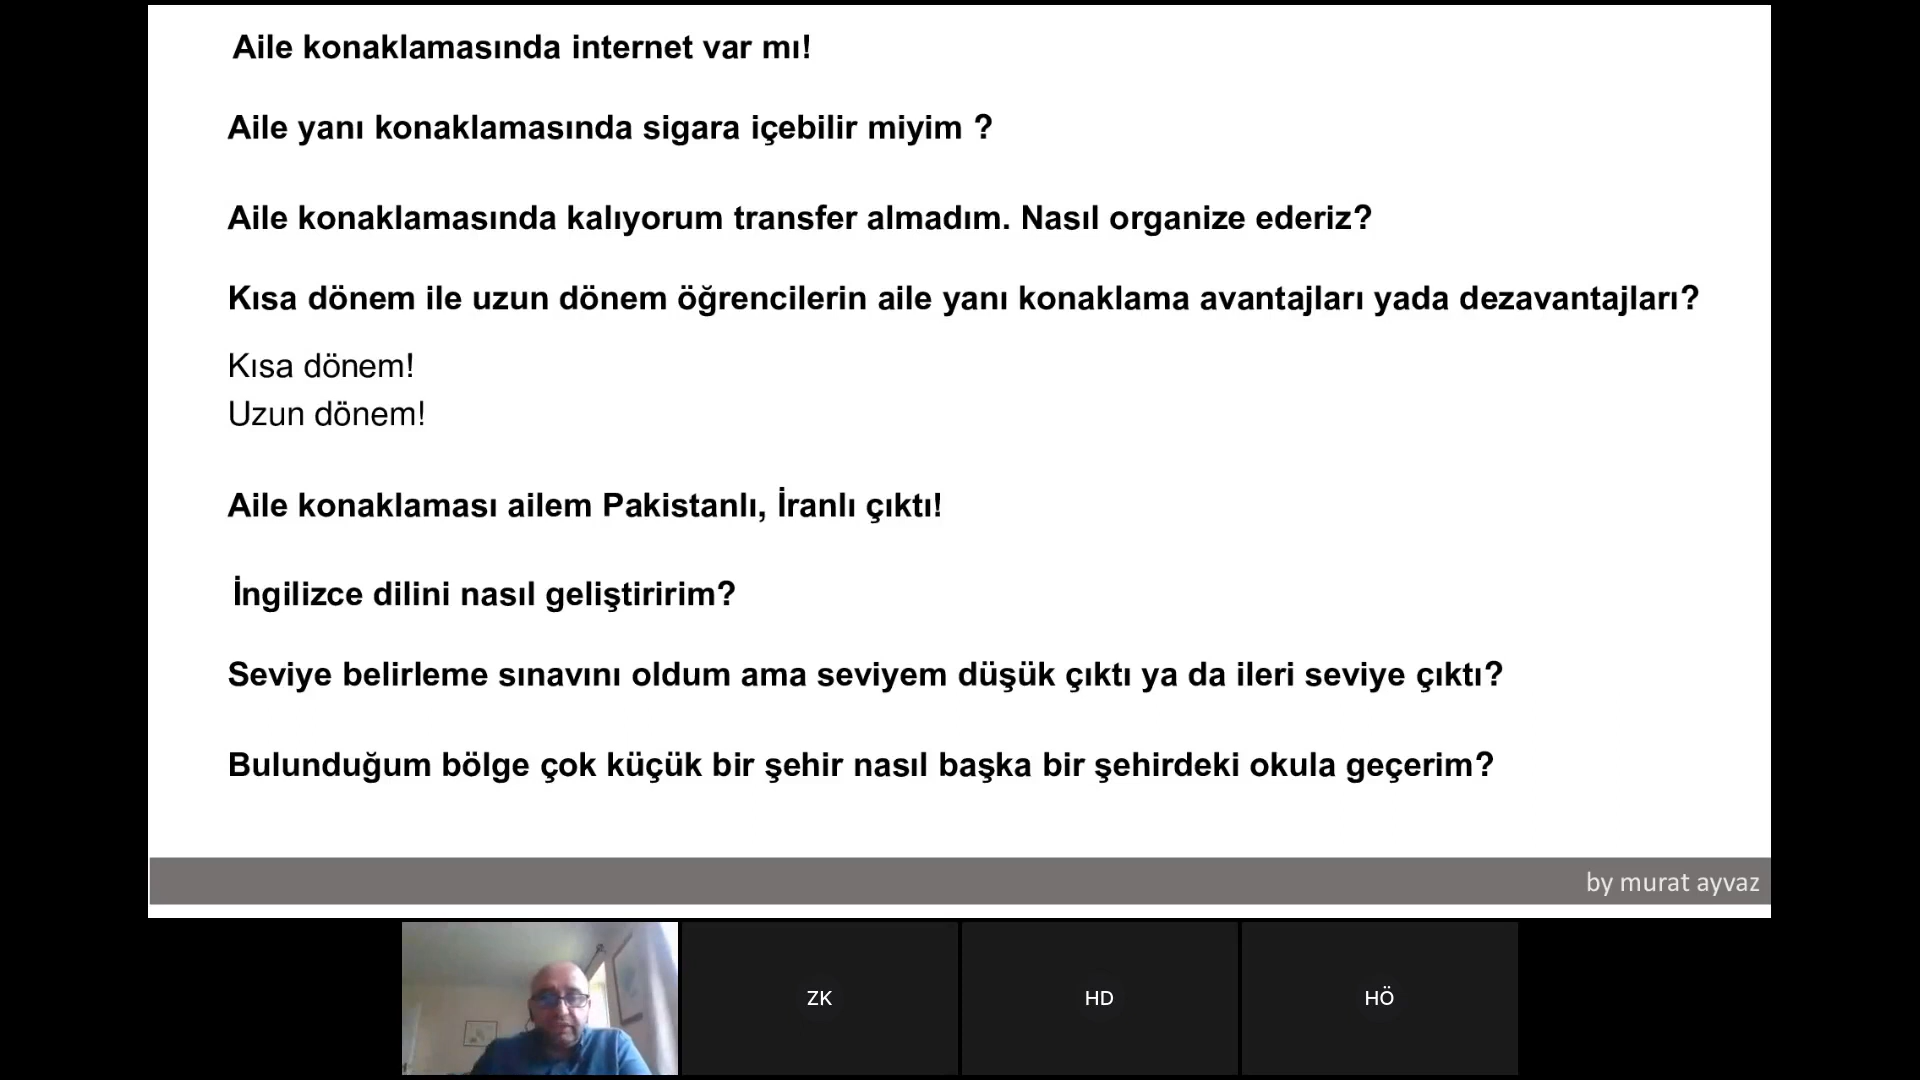 Aile konaklamasında internet var mı!
Aile yanı konaklamasında sigara içebilir miyim ?
Aile konaklamasında kalıyorum transfer almadım. Nasıl organize ederiz?
Kısa dönem ile uzun dönem öğrencilerin aile yanı konaklama avantajları yada dezavantajları?
Kısa dönem!
Uzun dönem!
Aile konaklaması ailem Pakistanlı, İranlı çıktı!
İngilizce dilini nasıl geliştiririm?
Seviye belirleme sınavını oldum ama seviyem düşük çıktı ya da ileri seviye çıktı?
Bulunduğum bölge çok küçük bir şehir nasıl başka bir şehirdeki okula geçerim?
by murat ayvaz
ZK
HD
HÖ